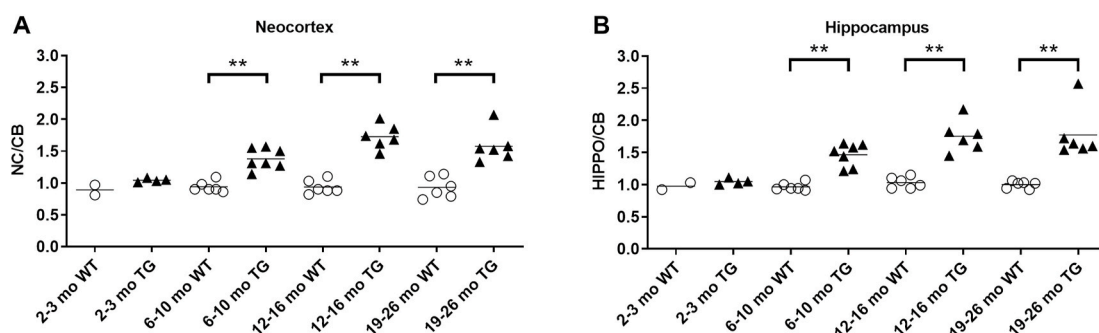 A
Neocortex
NC/CB
3.0
2.5
2.0
1.5
1.0
0.5
0.0
**
**
**
2-3 mo WT
2-3 mo TG
6-10 mo WT
6-10 mo TG
12-16 mo WT
12-16 mo TG
19-26 mo WT
19-26 mo TG
B
Hippocampus
HIPPO/CB
3.0
2.5
2.0
1.5
1.0
0.5
0.0
**
**
**
2-3 mo WT
2-3 mo TG
6-10 mo WT
6-10 mo TG
12-16 mo WT
12-16 mo TG
19-26 mo WT
19-26 mo TG